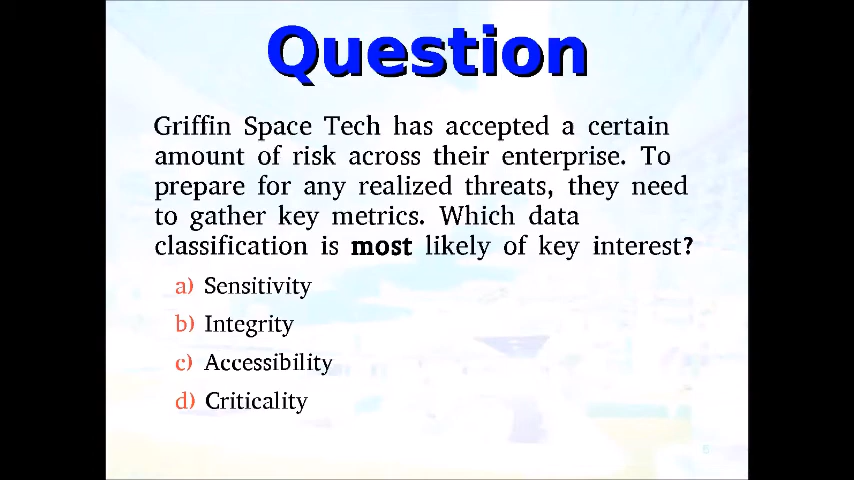 Question
Griffin Space Tech has accepted a certain
amount of risk across their enterprise. To
prepare for any realized threats, they need
to gather key metrics. Which data
classification is most likely of key interest?
a) Sensitivity
b) Integrity
c) Accessibility
d) Criticality
6